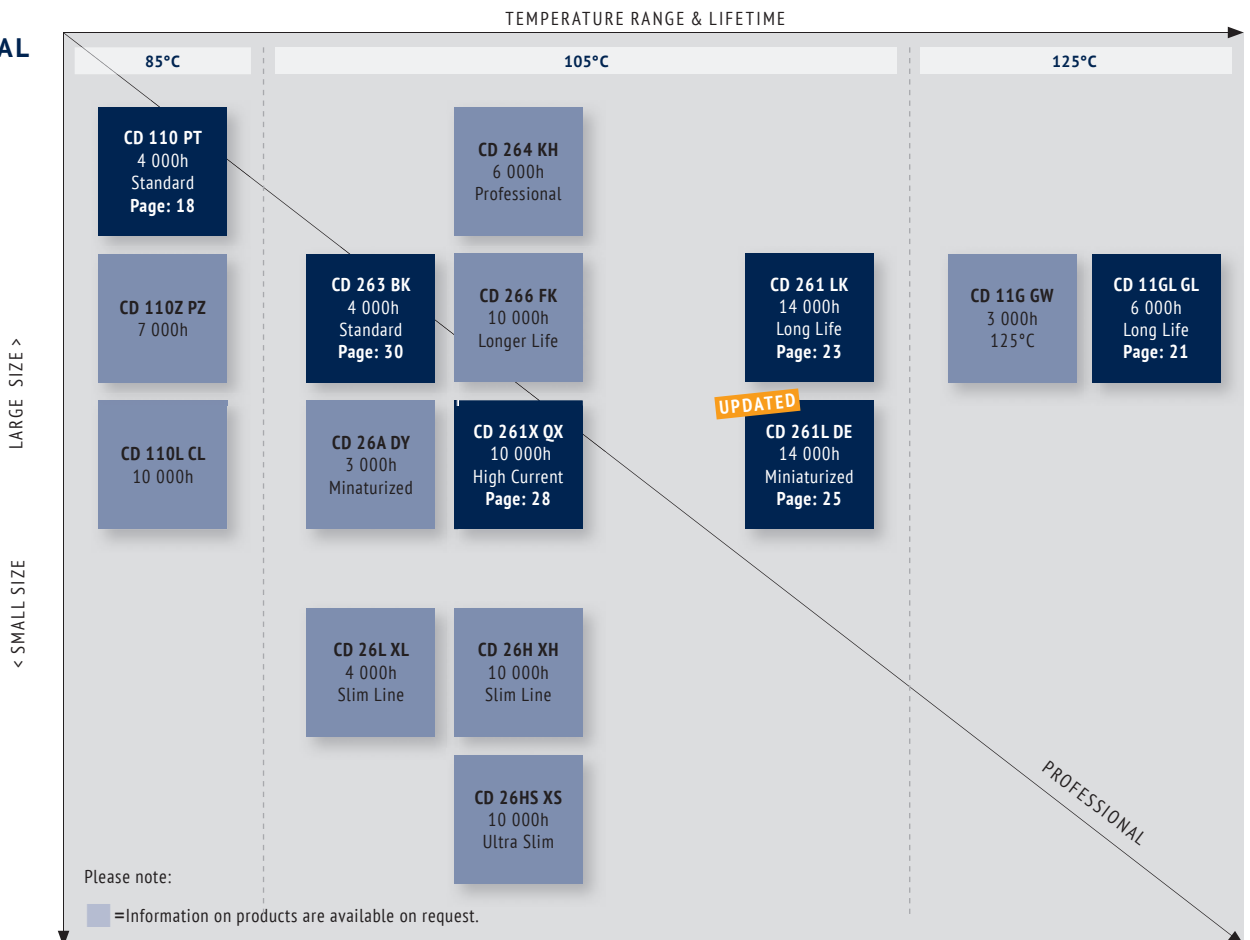 TEMPERATURE RANGE & LIFETIME
AL
85°C
105°C
125°C
CD 110 PT
4 000h
Standard
Page: 18
CD 264 KH
6 000h
Professional
CD 110Z PZ
7 000h
CD 263 BK
4 000h
Standard
Page: 30
CD 266 FK
10 000h
Longer Life
CD 261 LK
14 000h
Long Life
Page: 23
CD 11G GW
3 000h
125°C
CD 11GL GL
6 000h
Long Life
Page: 21
LARGE SIZE >
CD 110L CL
10 000h
CD 26A DY
3 000h
Minaturized
CD 261X QX
10 000h
High Current
Page: 28
UPDATED
CD 261L DE
14 000h
Miniaturized
Page: 25
< SMALL SIZE
CD 26L XL
4 000h
Slim Line
CD 26H XH
10 000h
Slim Line
CD 26HS XS
10 000h
Ultra Slim
PROFESSIONAL
Please note:
=Information on products are available on request.